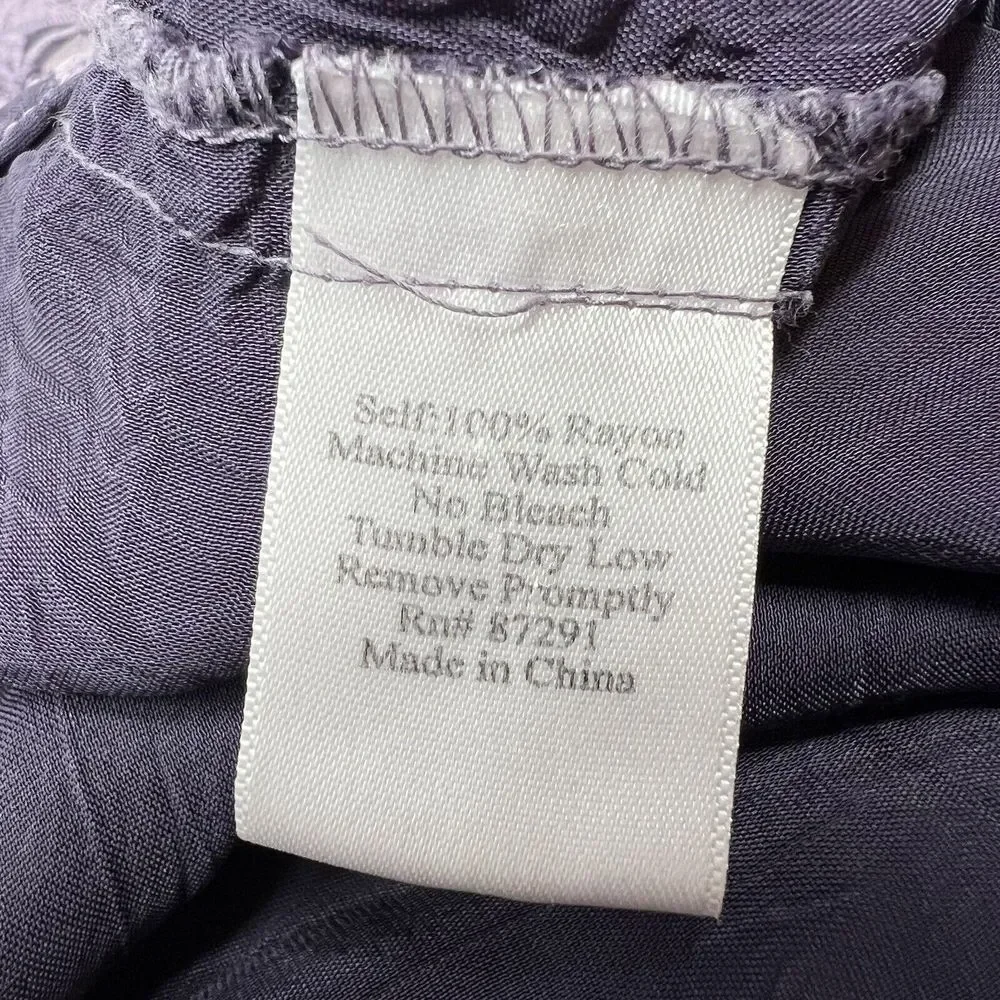 Self:100% Rayon
Machine Wash Cold
No Bleach
Tumble Dry Low
Remove Promptly
Rn# 87291
Made in China